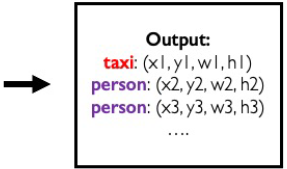 Output:
taxi: (x1, y1, w1, h1)
person: (x2, y2, w2, h2)
person: (x3, y3, w3, h3)
....